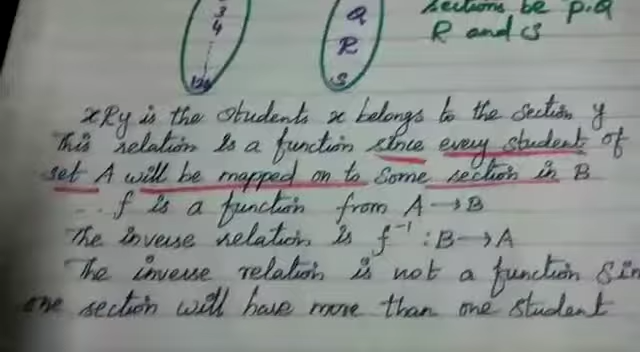 3
4
120
Q
R
S
sections be P.Q
R and S
xRy is the students x belongs to the section y
This relation is a function since every student of
set A will be mapped on to some section in B
∴ f is a function from A → B
The inverse relation is f⁻¹ : B → A
The inverse relation is not a function Sin
one section will have more than one student